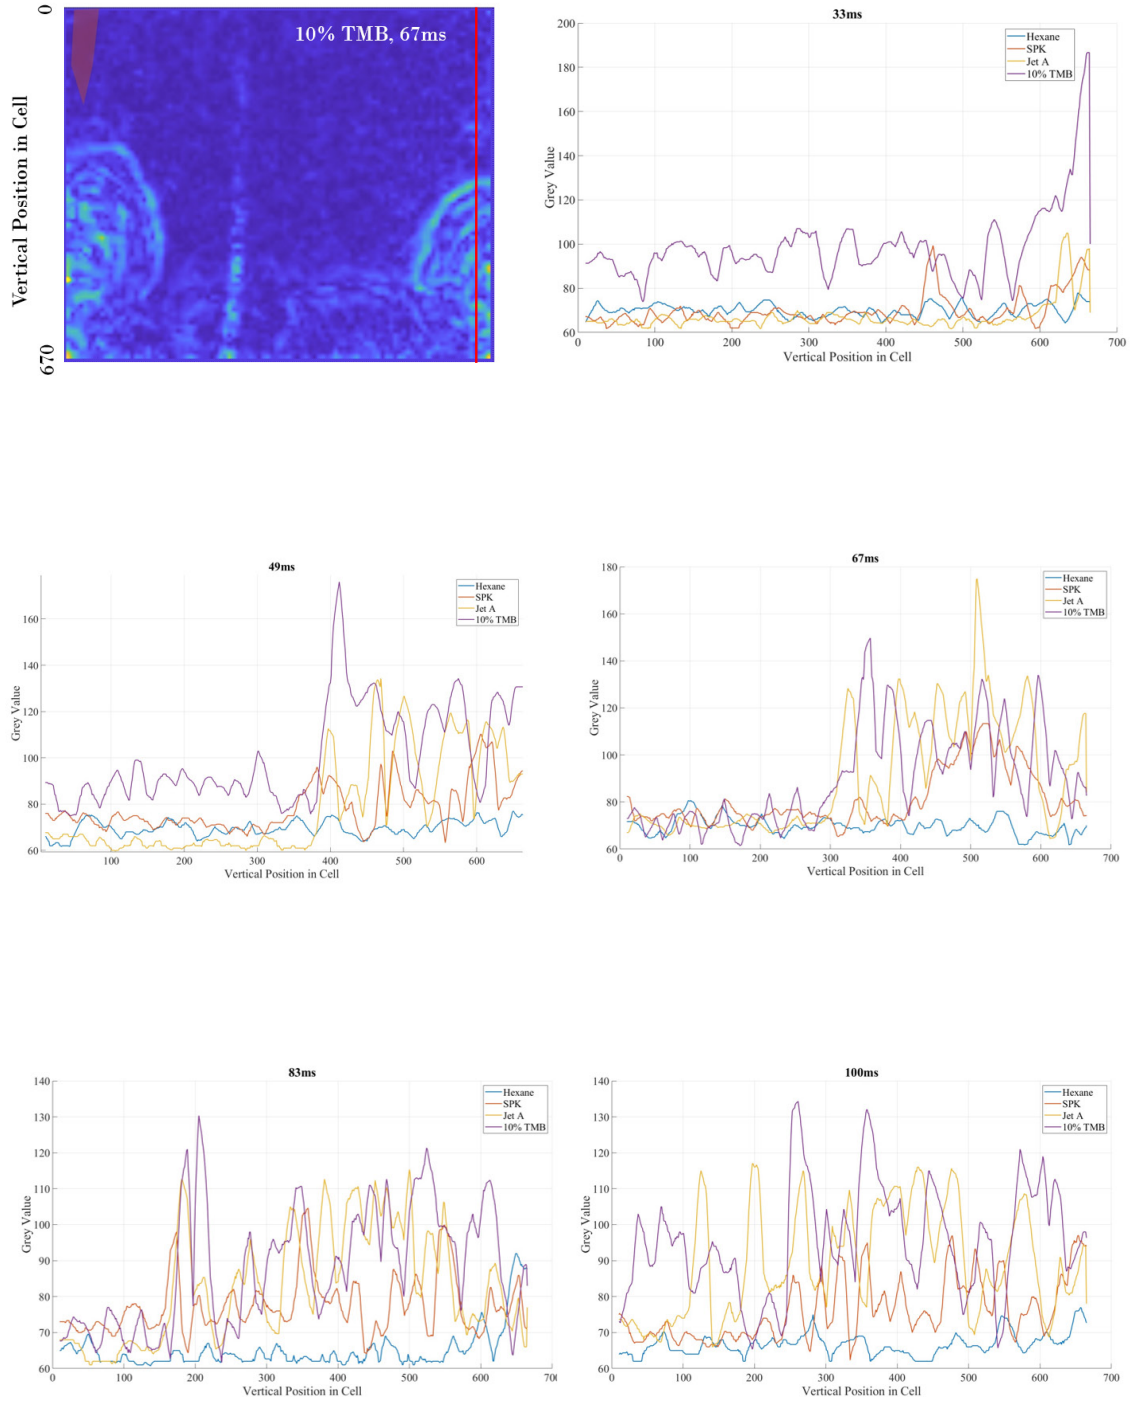 0
10% TMB, 67ms
Vertical Position in Cell
670
33ms
Hexane
SPK
Jet A
10% TMB
200
180
160
140
120
100
80
60
Grey Value
0 100 200 300 400 500 600 700
Vertical Position in Cell
49ms
Hexane
SPK
Jet A
10% TMB
160
140
120
100
80
60
Grey Value
100 200 300 400 500 600
Vertical Position in Cell
67ms
Hexane
SPK
Jet A
10% TMB
180
160
140
120
100
80
60
Grey Value
0 100 200 300 400 500 600 700
Vertical Position in Cell
83ms
Hexane
SPK
Jet A
10% TMB
140
130
120
110
100
90
80
70
60
Grey Value
0 100 200 300 400 500 600 70
Vertical Position in Cell
100ms
Hexane
SPK
Jet A
10% TMB
140
130
120
110
100
90
80
70
60
Grey Value
0 100 200 300 400 500 600 700
Vertical Position in Cell